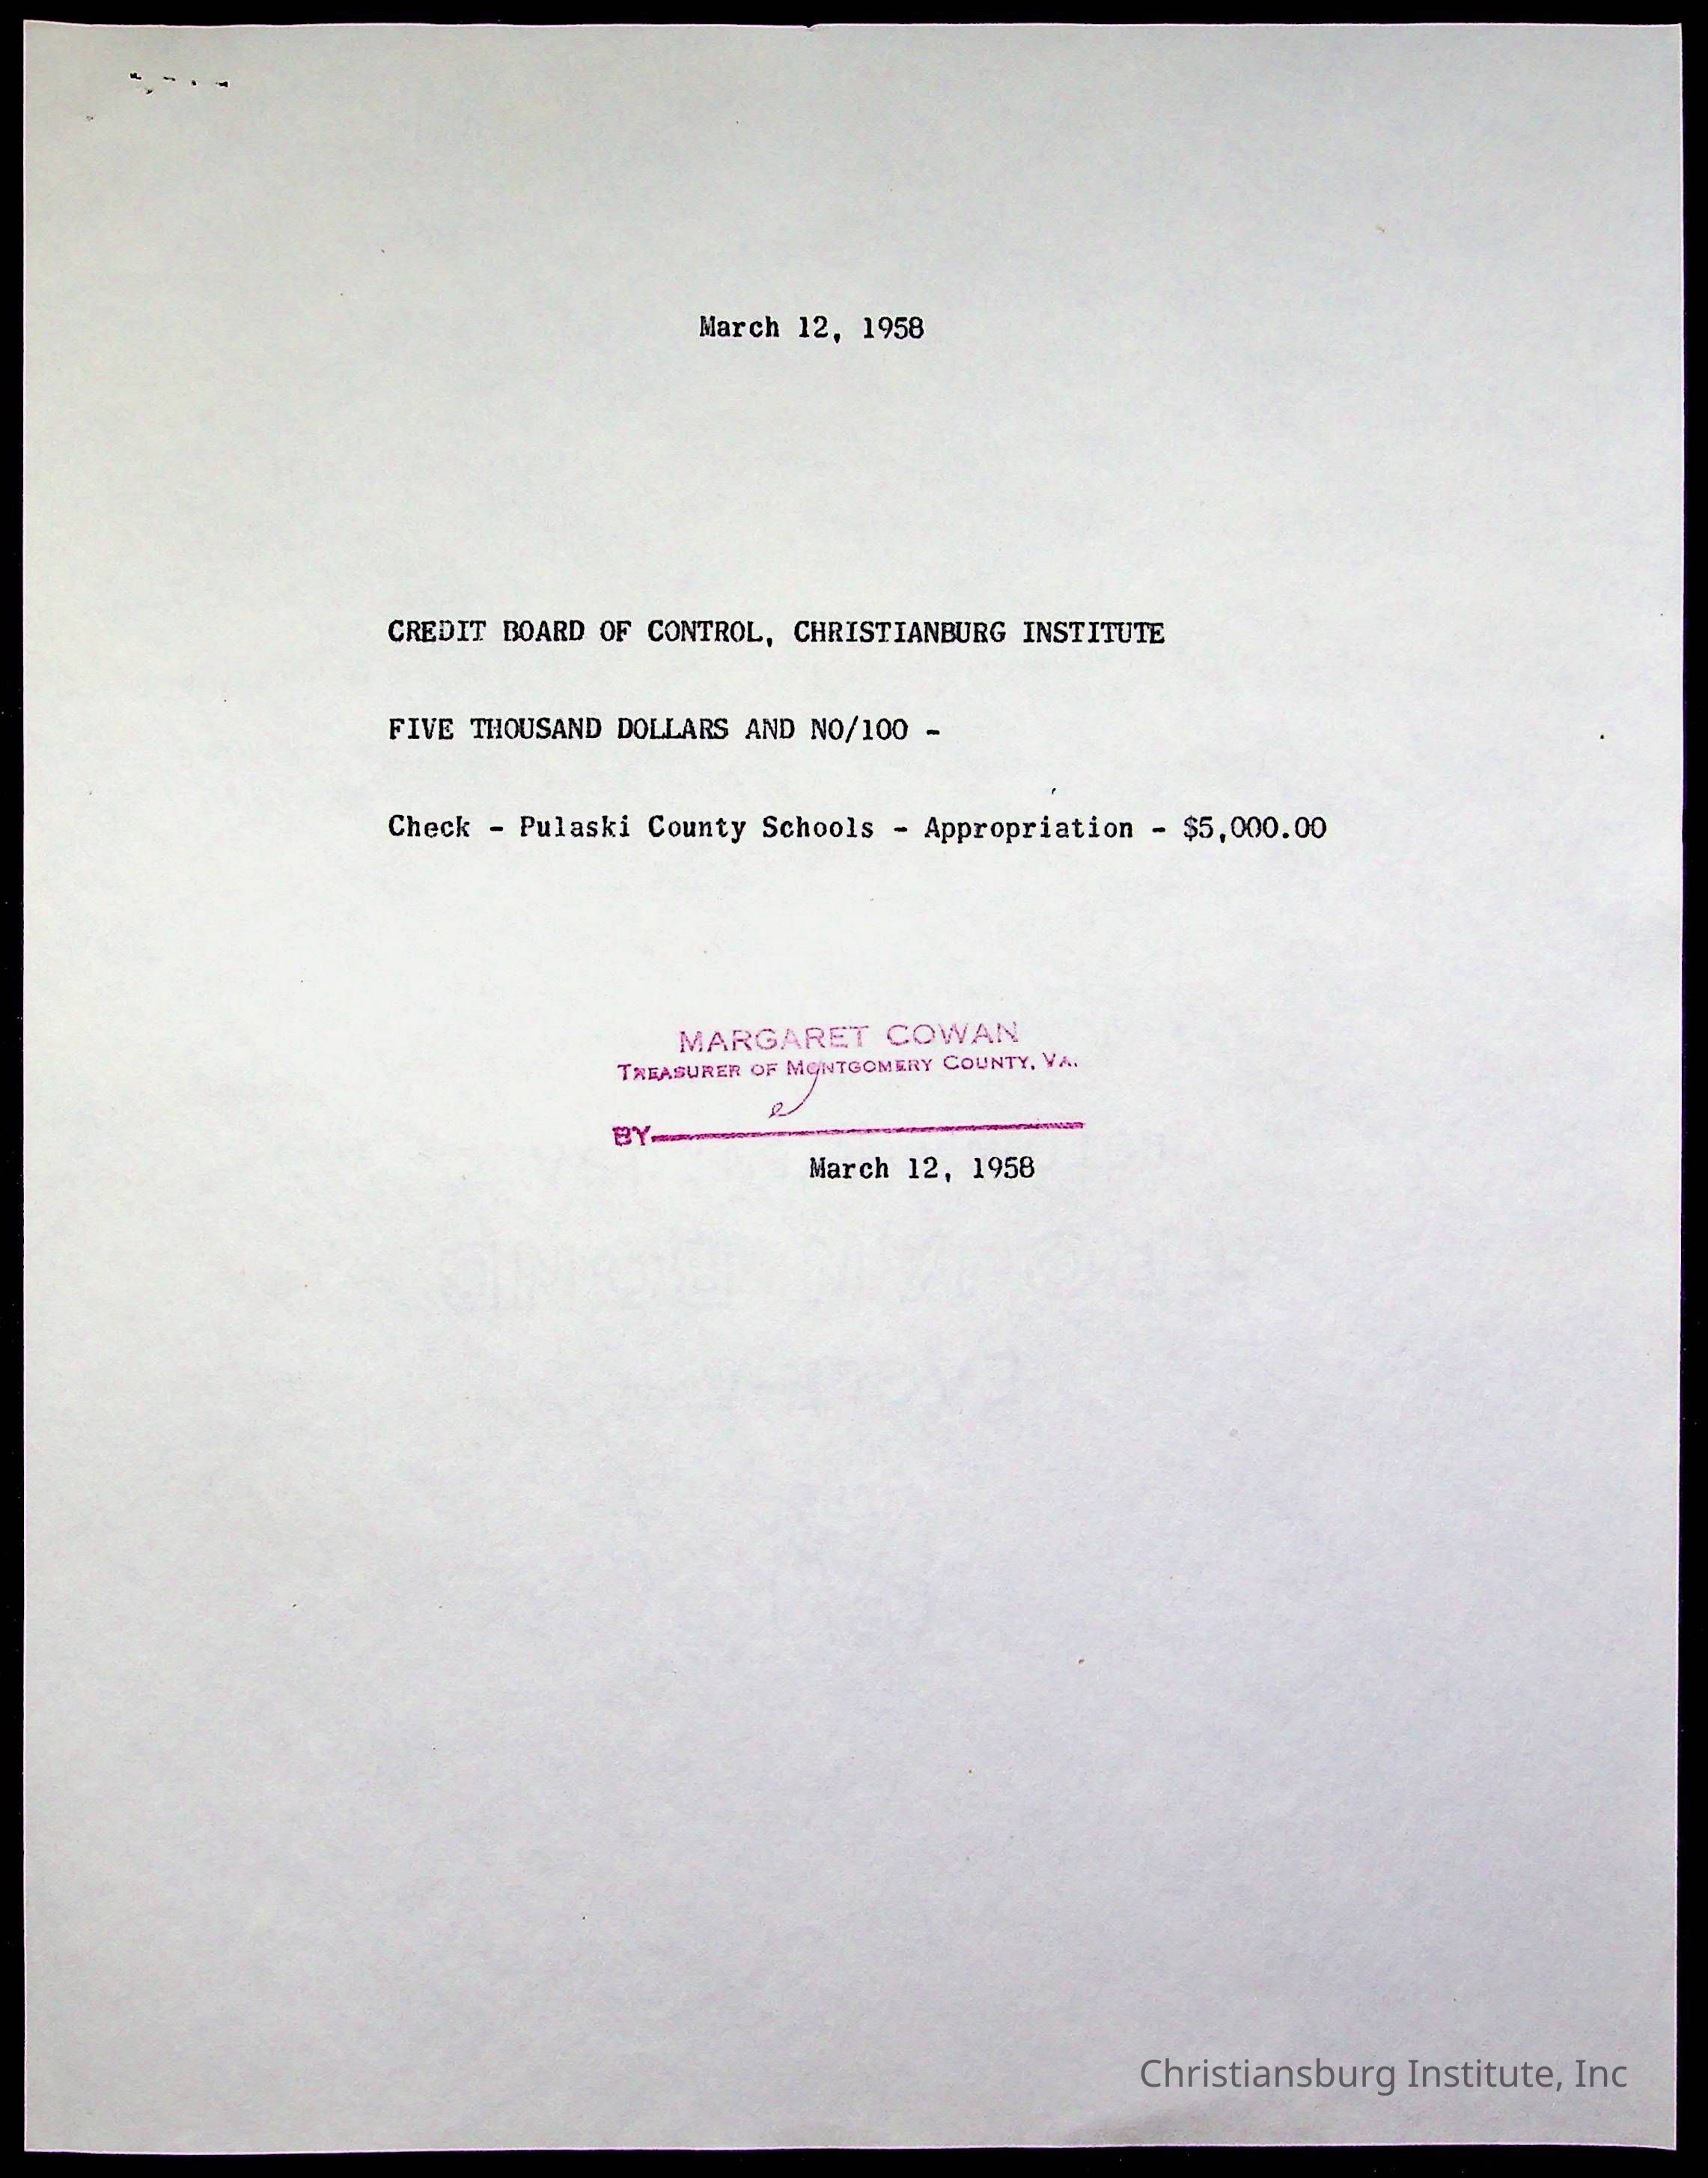 March 12, 1958
CREDIT BOARD OF CONTROL, CHRISTIANBURG INSTITUTE
FIVE THOUSAND DOLLARS AND NO/100 -
Check - Pulaski County Schools - Appropriation - $5,000.00
MARGARET COWAN
TREASURER OF MONTGOMERY COUNTY, VA.
BY
March 12, 1958
Christiansburg Institute, Inc